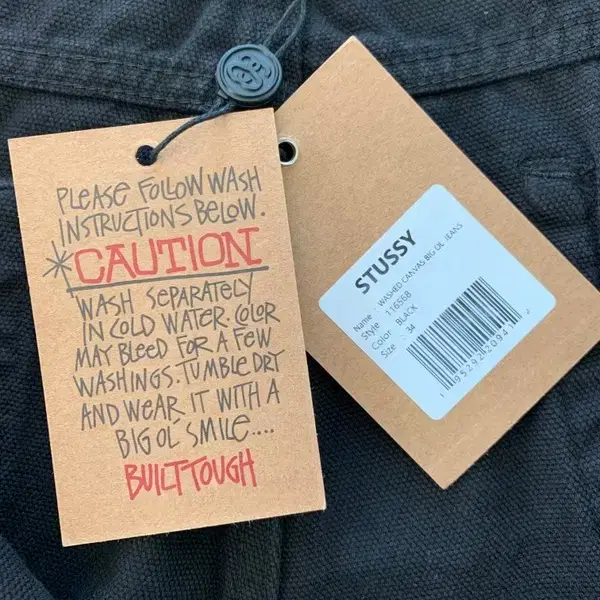 PLEASE FOLLOW WASH
INSTRUCTIONS BELOW.
*CAUTION
WASH SEPARATELY
IN COLD WATER. COLOR
MAY BLEED FOR A FEW
WASHINGS. TUMBLE DRY
AND WEAR IT WITH A
BIG OL' SMILE....
BUILT TOUGH
STUSSY
Name : WASHED CANVAS BIG OL' JEANS
Style : 116568
Color : BLACK
Size : 34